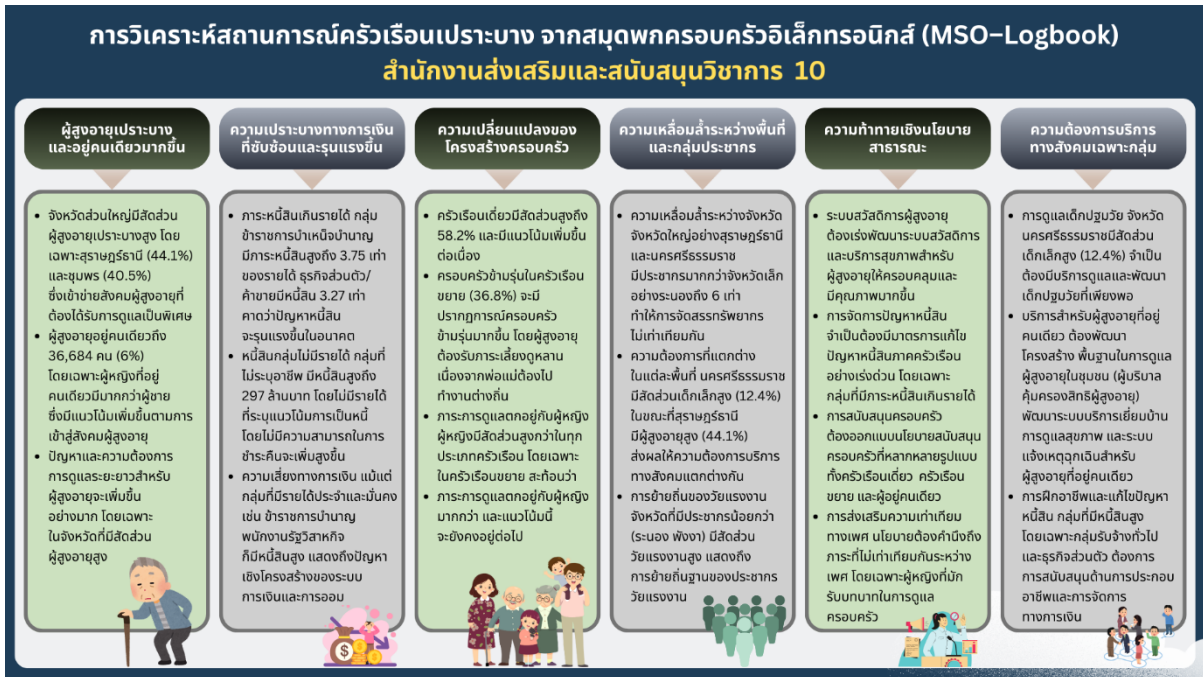 การวิเคราะห์สถานการณ์ครัวเรือนเปราะบาง จากสมุดพกครอบครัวอิเล็กทรอนิกส์ (MSO-Logbook)
สำนักงานส่งเสริมและสนับสนุนวิชาการ 10
ผู้สูงอายุเปราะบาง
และอยู่คนเดียวมากขึ้น
• จังหวัดส่วนใหญ่มีสัดส่วน
ผู้สูงอายุเปราะบางสูง โดย
เฉพาะสุราษฎร์ธานี (44.1%)
และชุมพร (40.5%)
ซึ่งเข้าข่ายสังคมผู้สูงอายุที่
ต้องได้รับการดูแลเป็นพิเศษ
• ผู้สูงอายุอยู่คนเดียวถึง
36,684 คน (6%)
โดยเฉพาะผู้หญิงที่อยู่
คนเดียวมีมากกว่าผู้ชาย
ซึ่งมีแนวโน้มเพิ่มขึ้นตามการ
เข้าสู่สังคมผู้สูงอายุ
• ปัญหาและความต้องการ
การดูแลระยะยาวสำหรับ
ผู้สูงอายุจะเพิ่มขึ้น
อย่างมาก โดยเฉพาะ
ในจังหวัดที่มีสัดส่วน
ผู้สูงอายุสูง
ความเปราะบางทางการเงิน
ที่ซับซ้อนและรุนแรงขึ้น
• ภาระหนี้สินเกินรายได้ กลุ่ม
ข้าราชการบำเหน็จบำนาญ
มีภาระหนี้สินสูงถึง 3.75 เท่า
ของรายได้ ธุรกิจส่วนตัว/
ค้าขายมีหนี้สิน 3.27 เท่า
คาดว่าปัญหาหนี้สิน
จะรุนแรงขึ้นในอนาคต
• หนี้สินกลุ่มไม่มีรายได้ กลุ่มที่
ไม่ระบุอาชีพ มีหนี้สินสูงถึง
297 ล้านบาท โดยไม่มีรายได้
ที่ระบุแนวโน้มการเป็นหนี้
โดยไม่มีความสามารถในการ
ชำระคืนจะเพิ่มสูงขึ้น
• ความเสี่ยงทางการเงิน แม้แต่
กลุ่มที่มีรายได้ประจำและมั่นคง
เช่น ข้าราชการบำนาญ
พนักงานรัฐวิสาหกิจ
ก็มีหนี้สินสูง แสดงถึงปัญหา
เชิงโครงสร้างของระบบ
การเงินและการออม
ความเปลี่ยนแปลงของ
โครงสร้างครอบครัว
• ครัวเรือนเดี่ยวมีสัดส่วนสูงถึง
58.2% และมีแนวโน้มเพิ่มขึ้น
ต่อเนื่อง
• ครอบครัวข้ามรุ่นในครัวเรือน
ขยาย (36.8%) จะมี
ปรากฏการณ์ครอบครัว
ข้ามรุ่นมากขึ้น โดยผู้สูงอายุ
ต้องรับภาระเลี้ยงดูหลาน
เนื่องจากพ่อแม่ต้องไป
ทำงานต่างถิ่น
• ภาระการดูแลตกอยู่กับผู้หญิง
ผู้หญิงมีสัดส่วนสูงกว่าในทุก
ประเภทครัวเรือน โดยเฉพาะ
ในครัวเรือนขยาย สะท้อนว่า
• ภาระการดูแลตกอยู่กับผู้หญิง
มากกว่า และแนวโน้มนี้
จะยังคงอยู่ต่อไป
ความเหลื่อมล้ำระหว่างพื้นที่
และกลุ่มประชากร
• ความเหลื่อมล้ำระหว่างจังหวัด
จังหวัดใหญ่อย่างสุราษฎร์ธานี
และนครศรีธรรมราช
มีประชากรมากกว่าจังหวัดเล็ก
อย่างระนองถึง 6 เท่า
ทำให้การจัดสรรทรัพยากร
ไม่เท่าเทียมกัน
• ความต้องการที่แตกต่าง
ในแต่ละพื้นที่ นครศรีธรรมราช
มีสัดส่วนเด็กเล็กสูง (12.4%)
ในขณะที่สุราษฎร์ธานี
มีผู้สูงอายุสูง (44.1%)
ส่งผลให้ความต้องการบริการ
ทางสังคมแตกต่างกัน
• การย้ายถิ่นของวัยแรงงาน
จังหวัดที่มีประชากรน้อยกว่า
(ระนอง พังงา) มีสัดส่วน
วัยแรงงานสูง แสดงถึง
การย้ายถิ่นฐานของประชากร
วัยแรงงาน
ความท้าทายเชิงนโยบาย
สาธารณะ
• ระบบสวัสดิการผู้สูงอายุ
ต้องเร่งพัฒนาระบบสวัสดิการ
และบริการสุขภาพสำหรับ
ผู้สูงอายุให้ครอบคลุมและ
มีคุณภาพมากขึ้น
• การจัดการปัญหาหนี้สิน
จำเป็นต้องมีมาตรการแก้ไข
ปัญหาหนี้สินภาคครัวเรือน
อย่างเร่งด่วน โดยเฉพาะ
กลุ่มที่มีภาระหนี้สินเกินรายได้
• การสนับสนุนครอบครัว
ต้องออกแบบนโยบายสนับสนุน
ครอบครัวที่หลากหลายรูปแบบ
ทั้งครัวเรือนเดี่ยว ครัวเรือน
ขยาย และผู้อยู่คนเดียว
• การส่งเสริมความเท่าเทียม
ทางเพศ นโยบายต้องคำนึงถึง
ภาระที่ไม่เท่าเทียมกันระหว่าง
เพศ โดยเฉพาะผู้หญิงที่มัก
รับบทบาทในการดูแล
ครอบครัว
ความต้องการบริการ
ทางสังคมเฉพาะกลุ่ม
• การดูแลเด็กปฐมวัย จังหวัด
นครศรีธรรมราชมีสัดส่วน
เด็กเล็กสูง (12.4%) จำเป็น
ต้องมีบริการดูแลและพัฒนา
เด็กปฐมวัยที่เพียงพอ
• บริการสำหรับผู้สูงอายุที่อยู่
คนเดียว ต้องพัฒนา
โครงสร้าง พื้นฐานในการดูแล
ผู้สูงอายุในชุมชน (ผู้บริบาล
คุ้มครองสิทธิผู้สูงอายุ)
พัฒนาระบบบริการเยี่ยมบ้าน
การดูแลสุขภาพ และระบบ
แจ้งเหตุฉุกเฉินสำหรับ
ผู้สูงอายุที่อยู่คนเดียว
• การฝึกอาชีพและแก้ไขปัญหา
หนี้สิน กลุ่มที่มีหนี้สินสูง
โดยเฉพาะกลุ่มรับจ้างทั่วไป
และธุรกิจส่วนตัว ต้องการ
การสนับสนุนด้านการประกอบ
อาชีพและการจัดการ
ทางการเงิน